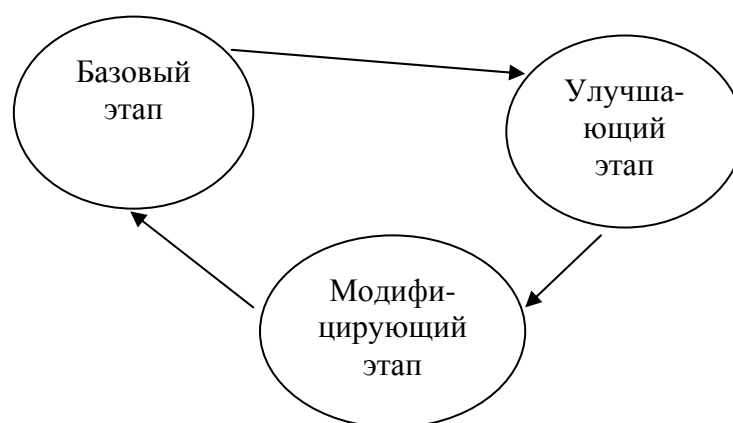 Базовый
этап
Улучша-
ющий
этап
Модифи-
цирующий
этап